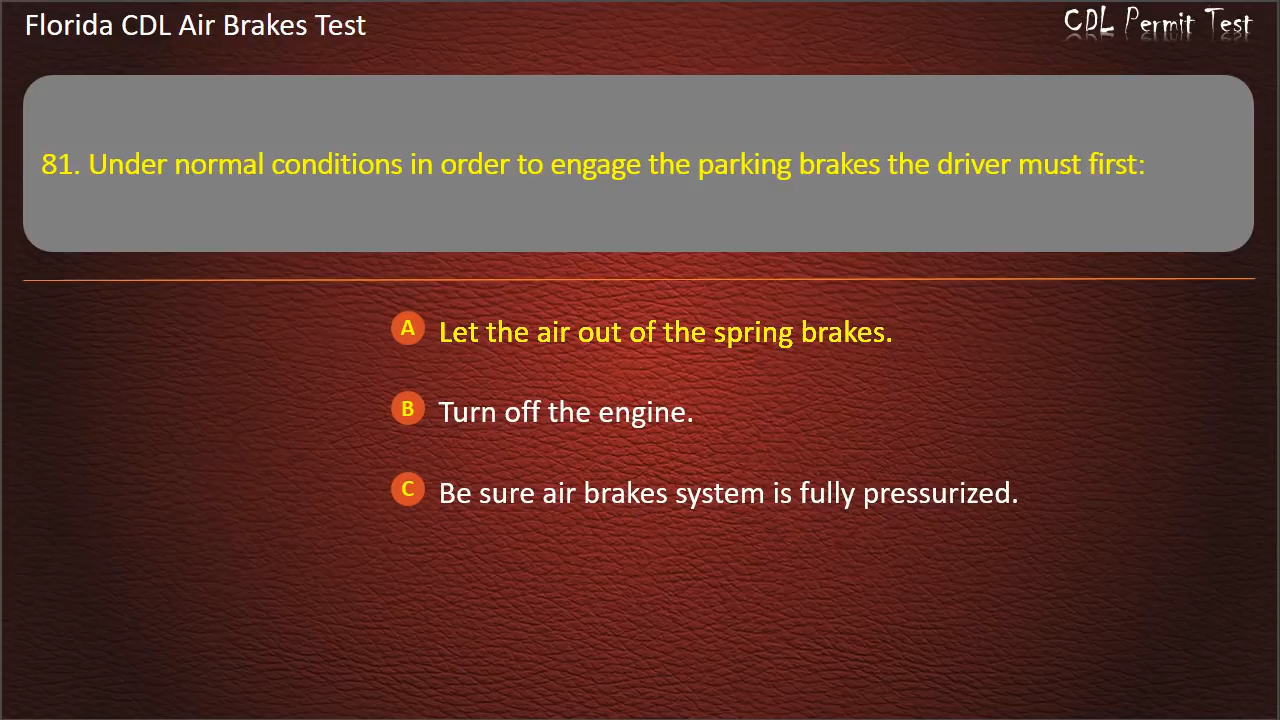 Florida CDL Air Brakes Test
CDL Permit Test
81. Under normal conditions in order to engage the parking brakes the driver must first:
A Let the air out of the spring brakes.
B Turn off the engine.
C Be sure air brakes system is fully pressurized.